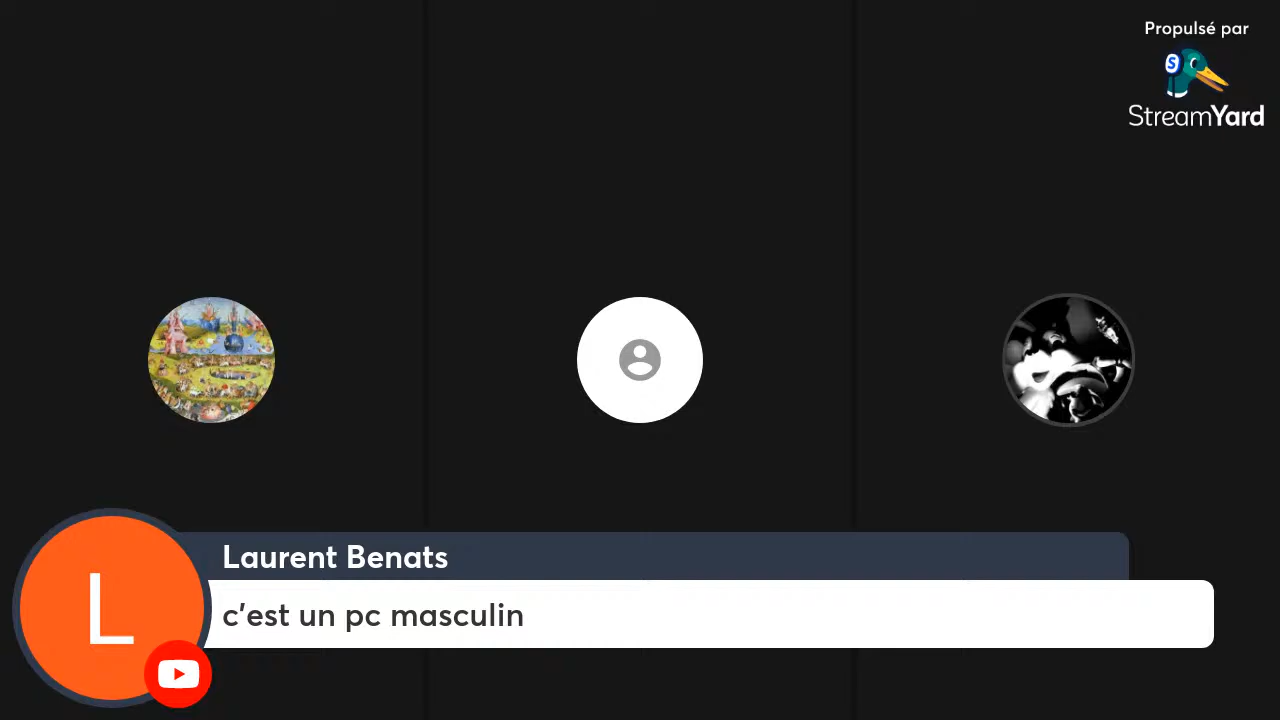 Propulsé par
S
StreamYard
Laurent Benats
L
c'est un pc masculin